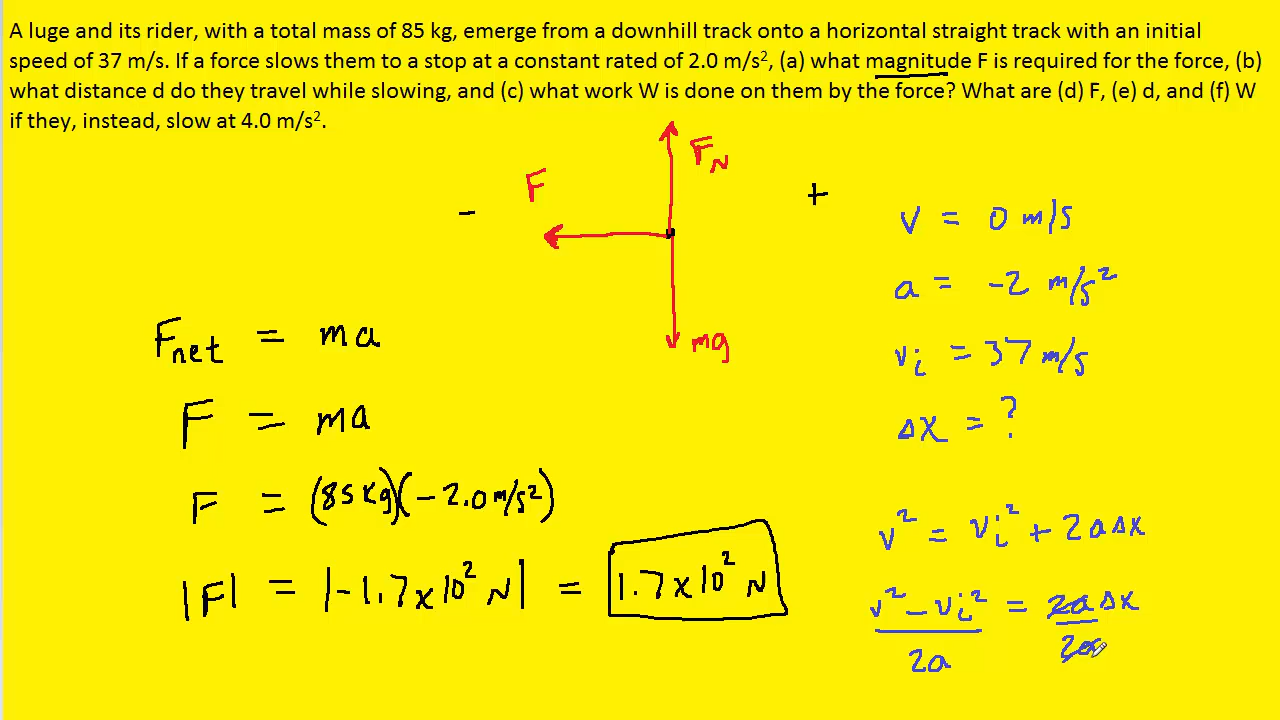 A luge and its rider, with a total mass of 85 kg, emerge from a downhill track onto a horizontal straight track with an initial
speed of 37 m/s. If a force slows them to a stop at a constant rated of 2.0 m/s², (a) what magnitude F is required for the force, (b)
what distance d do they travel while slowing, and (c) what work W is done on them by the force? What are (d) F, (e) d, and (f) W
if they, instead, slow at 4.0 m/s².
F_N
F
-
+
mg
F_net = ma
F = ma
F = (85 kg)(-2.0 m/s²)
|F| = |-1.7 x 10² N| = 1.7 x 10² N
v = 0 m/s
a = -2 m/s²
v_i = 37 m/s
Δx = ?
v² = v_i² + 2aΔx
v² - v_i² = 2aΔx
2a 2a